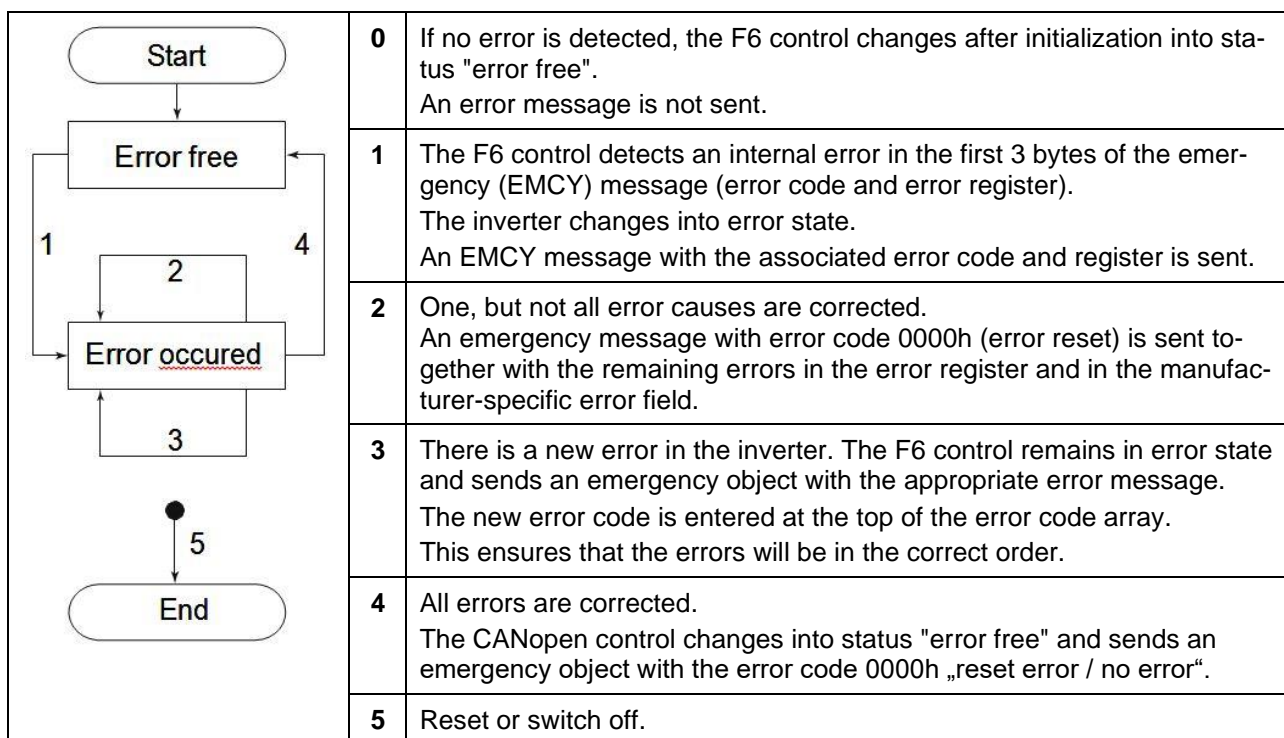 Start
Error free
1
4
2
Error occured
3
5
End
0
If no error is detected, the F6 control changes after initialization into sta-
tus "error free".
An error message is not sent.
1
The F6 control detects an internal error in the first 3 bytes of the emer-
gency (EMCY) message (error code and error register).
The inverter changes into error state.
An EMCY message with the associated error code and register is sent.
2
One, but not all error causes are corrected.
An emergency message with error code 0000h (error reset) is sent to-
gether with the remaining errors in the error register and in the manufac-
turer-specific error field.
3
There is a new error in the inverter. The F6 control remains in error state
and sends an emergency object with the appropriate error message.
The new error code is entered at the top of the error code array.
This ensures that the errors will be in the correct order.
4
All errors are corrected.
The CANopen control changes into status "error free" and sends an
emergency object with the error code 0000h „reset error / no error“.
5
Reset or switch off.